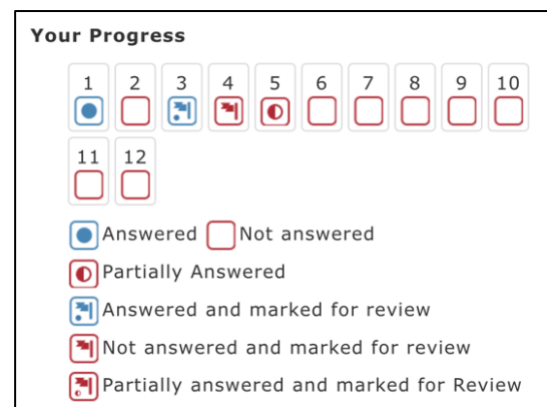 Your Progress
1 2 3 4 5 6 7 8 9 10
11 12
Answered Not answered
Partially Answered
Answered and marked for review
Not answered and marked for review
Partially answered and marked for Review